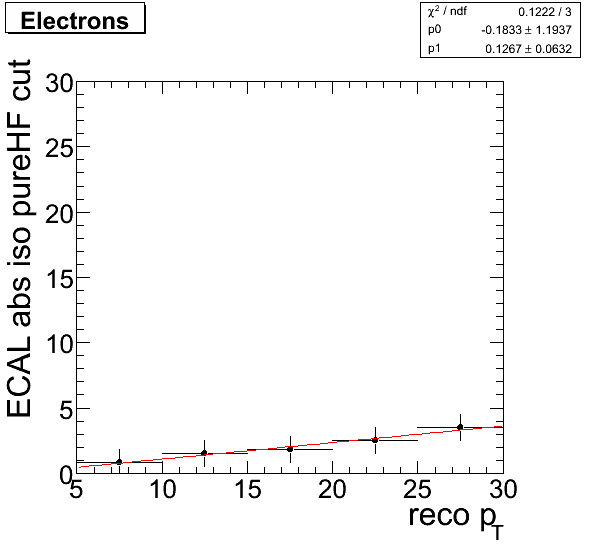 Electrons
χ² / ndf 0.1222 / 3
p0 -0.1833 ± 1.1937
p1 0.1267 ± 0.0632
ECAL abs iso pureHF cut
30
25
20
15
10
5
0
5 10 15 20 25 30
reco pT